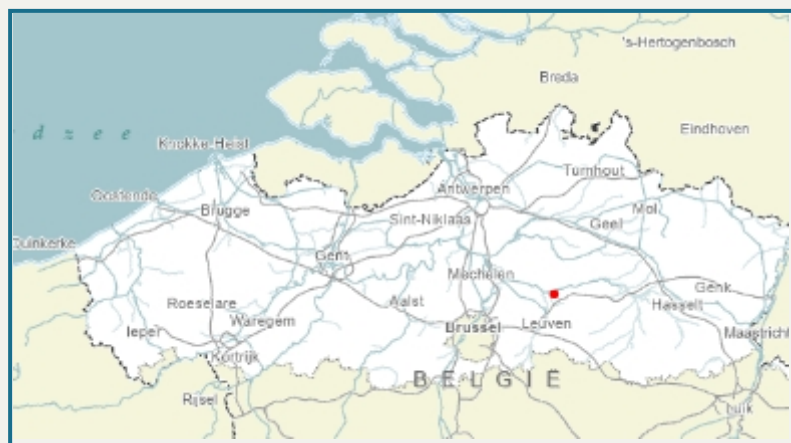 's-Hertogenbosch
Breda
Eindhoven
d z e e
Knokke-Heist
Turnhout
Antwerpen
Oostende
Mol
Brugge
Sint-Niklaas
Geel
Duinkerke
Gent
Mechelen
Genk
Roeselare
Aalst
Hasselt
Waregem
Leuven
Ieper
Brussel
Maastricht
Kortrijk
BELGIË
Rijsel
Luik